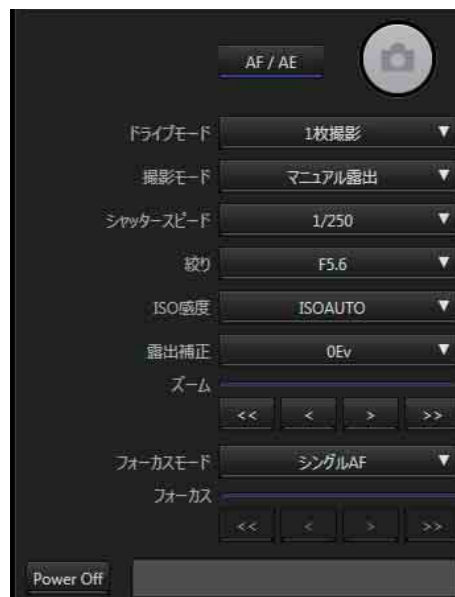 AF / AE
ドライブモード 1枚撮影 ▼
撮影モード マニュアル露出 ▼
シャッタースピード 1/250 ▼
絞り F5.6 ▼
ISO感度 ISOAUTO ▼
露出補正 0Ev ▼
ズーム
<< < > >>
フォーカスモード シングルAF ▼
フォーカス
<< < > >>
Power Off